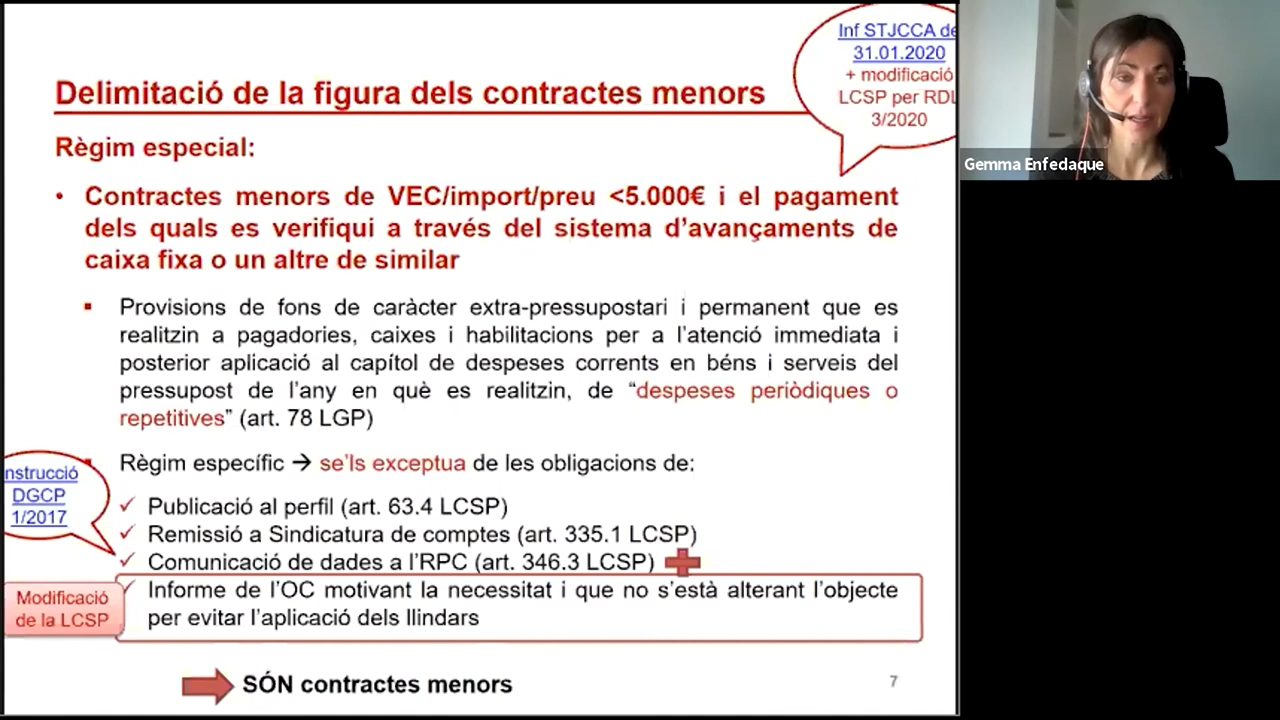 Inf STJCCA de
31.01.2020
+ modificació
LCSP per RDL
3/2020
Delimitació de la figura dels contractes menors
Règim especial:
• Contractes menors de VEC/import/preu <5.000€ i el pagament
dels quals es verifiqui a través del sistema d’avançaments de
caixa fixa o un altre de similar
▪ Provisions de fons de caràcter extra-pressupostari i permanent que es
realitzin a pagadories, caixes i habilitacions per a l’atenció immediata i
posterior aplicació al capítol de despeses corrents en béns i serveis del
pressupost de l’any en què es realitzin, de “despeses periòdiques o
repetitives” (art. 78 LGP)
Règim específic → se’ls exceptua de les obligacions de:
nstrucció
DGCP
1/2017
✓ Publicació al perfil (art. 63.4 LCSP)
✓ Remissió a Sindicatura de comptes (art. 335.1 LCSP)
✓ Comunicació de dades a l’RPC (art. 346.3 LCSP)
✓ Informe de l’OC motivant la necessitat i que no s’està alterant l’objecte
per evitar l’aplicació dels llindars
Modificació
de la LCSP
SÓN contractes menors
7
Gemma Enfedaque